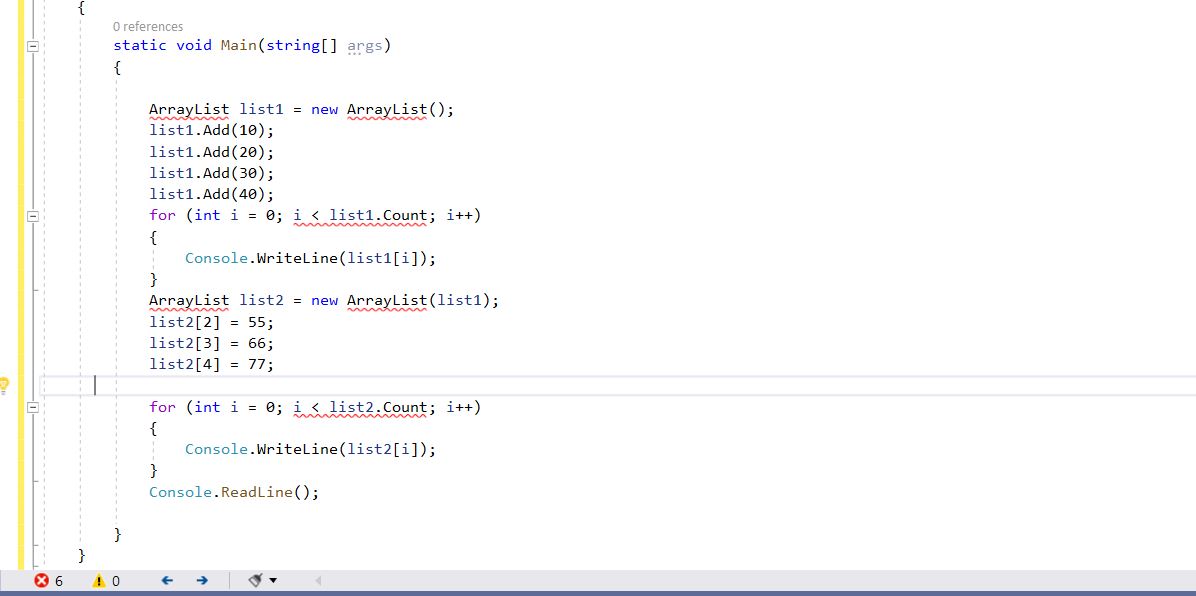 {
0 references
static void Main(string[] args)
{
ArrayList list1 = new ArrayList();
list1.Add(10);
list1.Add(20);
list1.Add(30);
list1.Add(40);
for (int i = 0; i < list1.Count; i++)
{
Console.WriteLine(list1[i]);
}
ArrayList list2 = new ArrayList(list1);
list2[2] = 55;
list2[3] = 66;
list2[4] = 77;
for (int i = 0; i < list2.Count; i++)
{
Console.WriteLine(list2[i]);
}
Console.ReadLine();
}
}
6 0